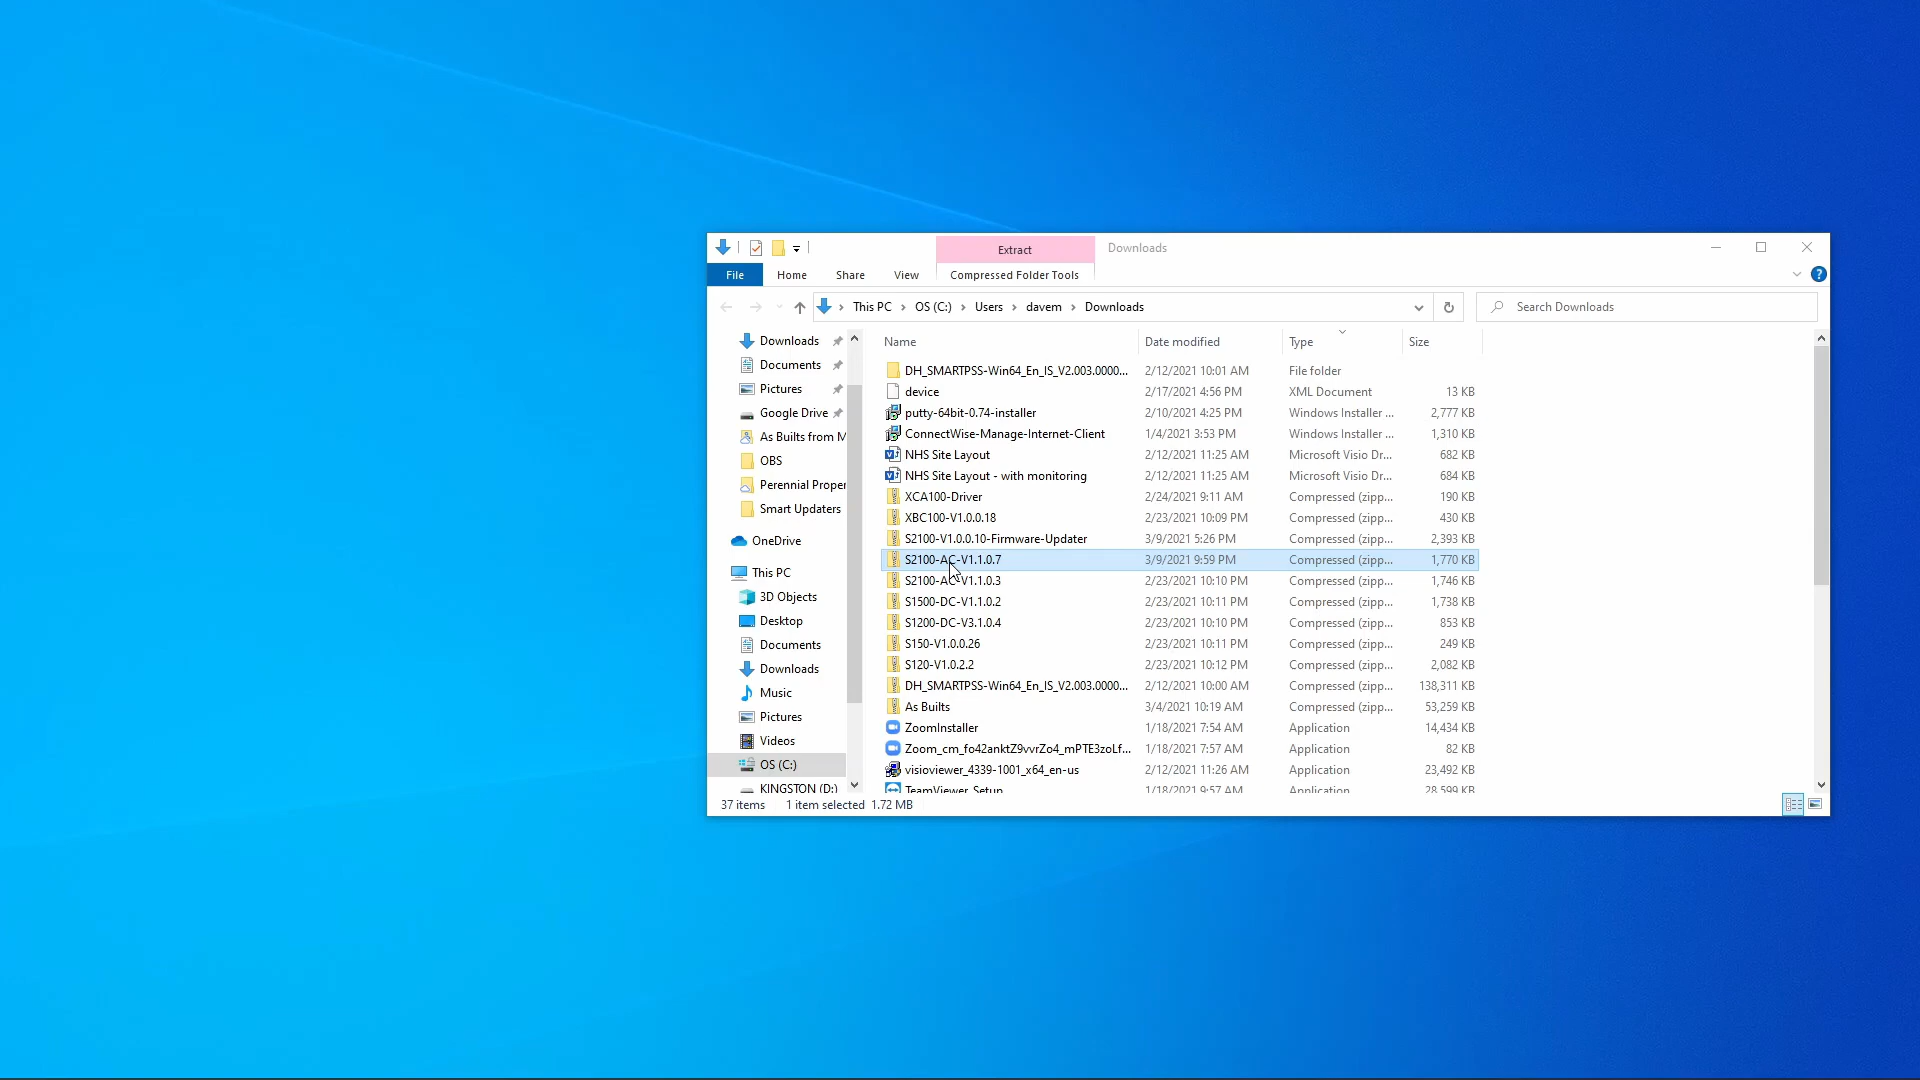 Extract Downloads
File Home Share View Compressed Folder Tools
This PC OS (C:) Users davem Downloads Search Downloads
Name Date modified Type Size
Downloads
Documents
Pictures
Google Drive
As Builts from M
OBS
Perennial Proper
Smart Updaters
OneDrive
This PC
3D Objects
Desktop
Documents
Downloads
Music
Pictures
Videos
OS (C:)
KINGSTON (D:)
DH_SMARTPSS-Win64_En_IS_V2.003.0000... 2/12/2021 10:01 AM File folder
device 2/17/2021 4:56 PM XML Document 13 KB
putty-64bit-0.74-installer 2/10/2021 4:25 PM Windows Installer ... 2,777 KB
ConnectWise-Manage-Internet-Client 1/4/2021 3:53 PM Windows Installer ... 1,310 KB
NHS Site Layout 2/12/2021 11:25 AM Microsoft Visio Dr... 682 KB
NHS Site Layout - with monitoring 2/12/2021 11:25 AM Microsoft Visio Dr... 684 KB
XCA100-Driver 2/24/2021 9:11 AM Compressed (zipp... 190 KB
XBC100-V1.0.0.18 2/23/2021 10:09 PM Compressed (zipp... 430 KB
S2100-V1.0.0.10-Firmware-Updater 3/9/2021 5:26 PM Compressed (zipp... 2,393 KB
S2100-AC-V1.1.0.7 3/9/2021 9:59 PM Compressed (zipp... 1,770 KB
S2100-AC-V1.1.0.3 2/23/2021 10:10 PM Compressed (zipp... 1,746 KB
S1500-DC-V1.1.0.2 2/23/2021 10:11 PM Compressed (zipp... 1,738 KB
S1200-DC-V3.1.0.4 2/23/2021 10:10 PM Compressed (zipp... 853 KB
S150-V1.0.0.26 2/23/2021 10:11 PM Compressed (zipp... 249 KB
S120-V1.0.2.2 2/23/2021 10:12 PM Compressed (zipp... 2,082 KB
DH_SMARTPSS-Win64_En_IS_V2.003.0000... 2/12/2021 10:00 AM Compressed (zipp... 138,311 KB
As Builts 3/4/2021 10:19 AM Compressed (zipp... 53,259 KB
ZoomInstaller 1/18/2021 7:54 AM Application 14,434 KB
Zoom_cm_fo42anktZ9vvrZo4_mPTE3zoLf... 1/18/2021 7:57 AM Application 82 KB
visioviewer_4339-1001_x64_en-us 2/12/2021 11:26 AM Application 23,492 KB
TeamViewer_Setup 1/18/2021 9:57 AM Application 28,599 KB
37 items 1 item selected 1.72 MB